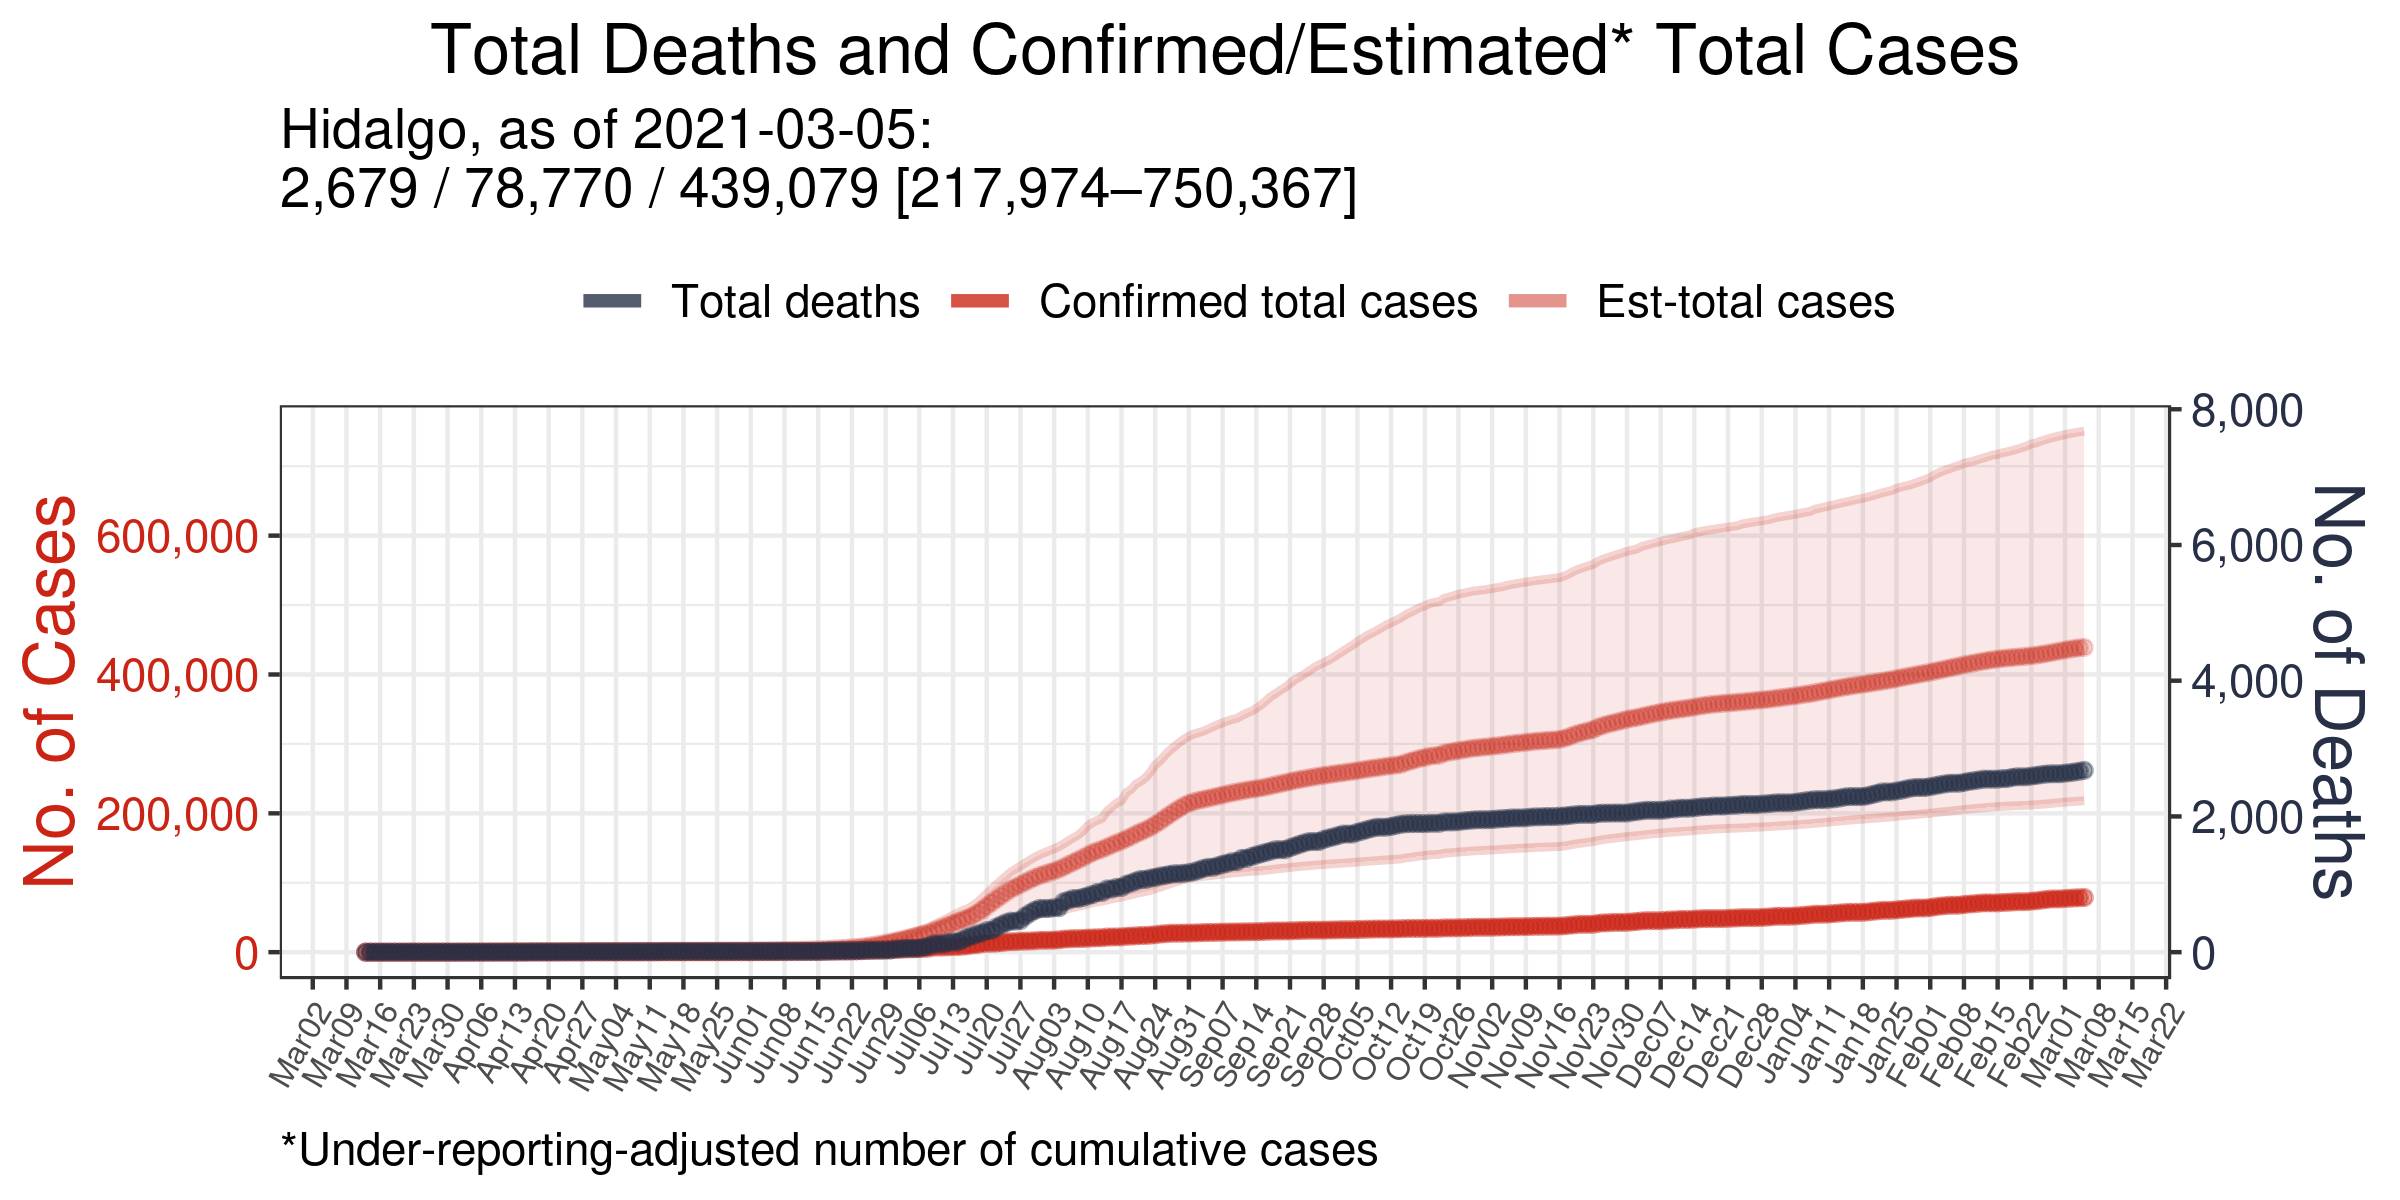 Total Deaths and Confirmed/Estimated* Total Cases
Hidalgo, as of 2021-03-05:
2,679 / 78,770 / 439,079 [217,974–750,367]
Total deaths
Confirmed total cases
Est-total cases
No. of Cases
600,000
400,000
200,000
0
8,000
6,000
4,000
2,000
0
No. of Deaths
Mar02
Mar09
Mar16
Mar23
Mar30
Apr06
Apr13
Apr20
Apr27
May04
May11
May18
May25
Jun01
Jun08
Jun15
Jun22
Jun29
Jul06
Jul13
Jul20
Jul27
Aug03
Aug10
Aug17
Aug24
Aug31
Sep07
Sep14
Sep21
Sep28
Oct05
Oct12
Oct19
Oct26
Nov02
Nov09
Nov16
Nov23
Nov30
Dec07
Dec14
Dec21
Dec28
Jan04
Jan11
Jan18
Jan25
Feb01
Feb08
Feb15
Feb22
Mar01
Mar08
Mar15
Mar22
*Under-reporting-adjusted number of cumulative cases